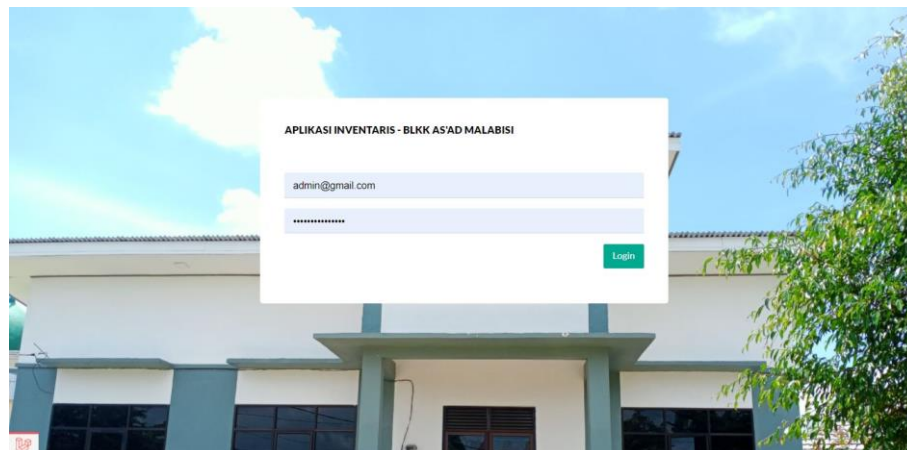 APLIKASI INVENTARIS - BLKK AS'AD MALABISI
admin@gmail.com
•••••••••••••••
Login